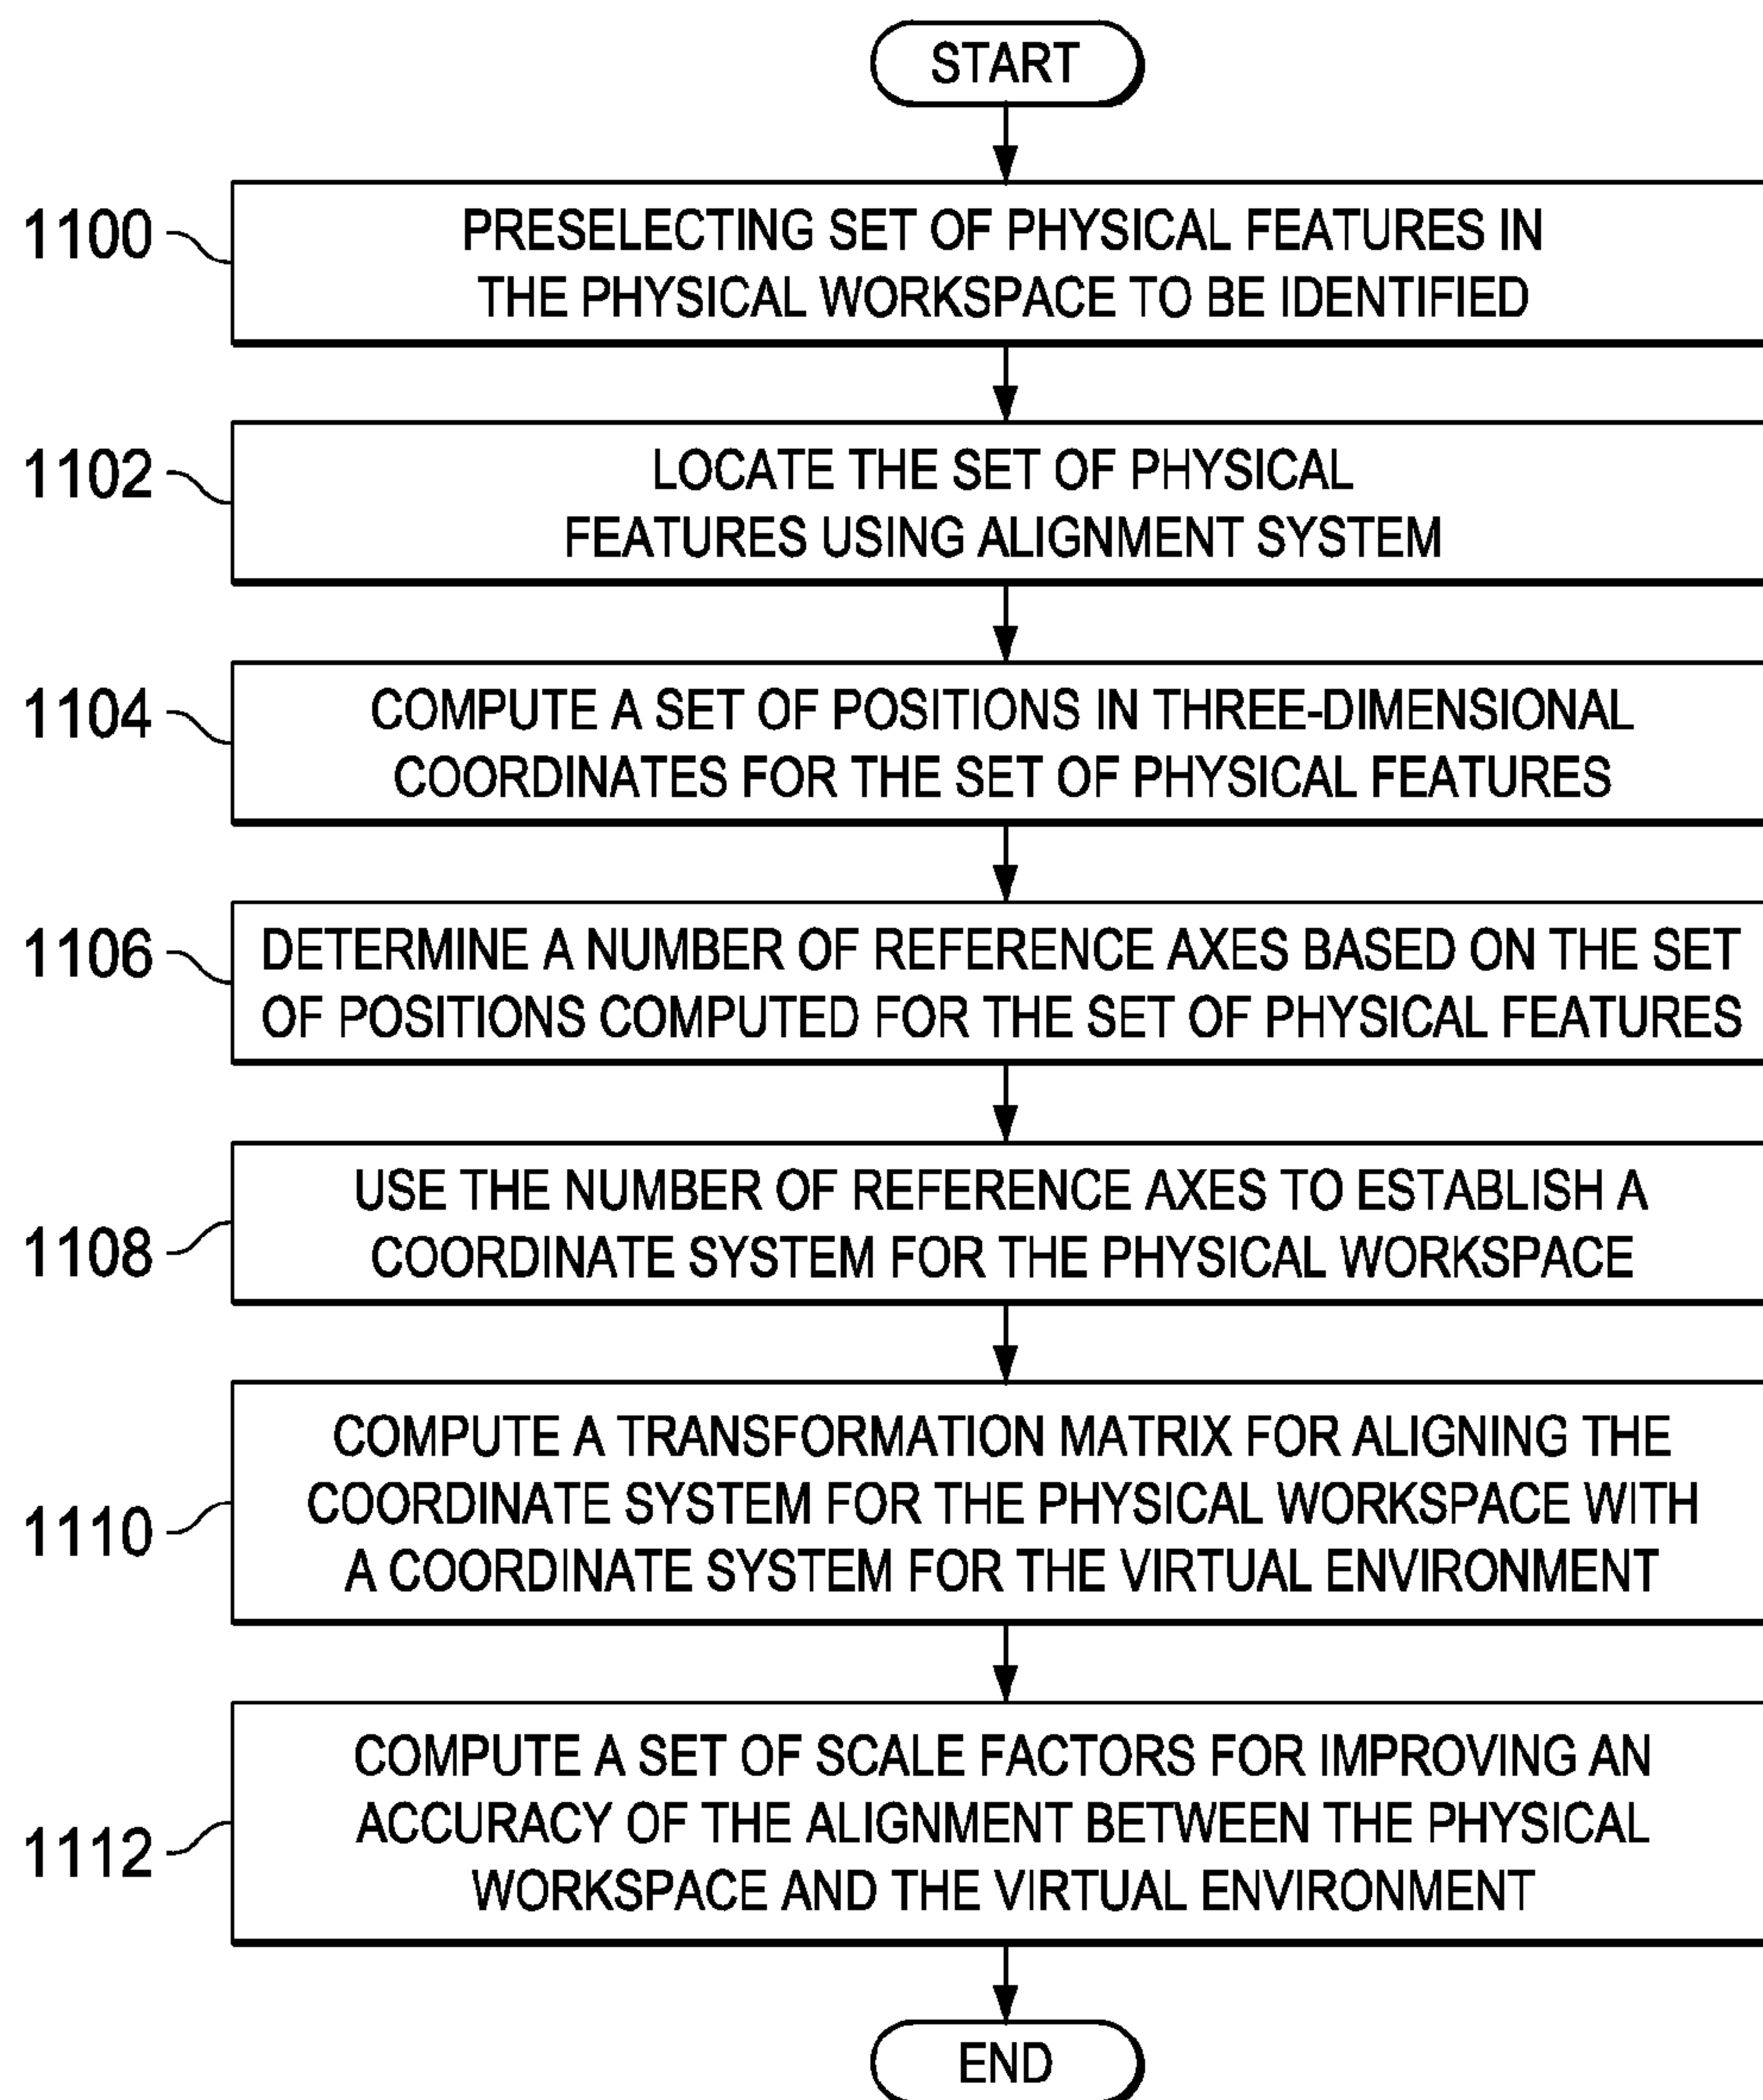 START
1100
PRESELECTING SET OF PHYSICAL FEATURES IN
THE PHYSICAL WORKSPACE TO BE IDENTIFIED
1102
LOCATE THE SET OF PHYSICAL
FEATURES USING ALIGNMENT SYSTEM
1104
COMPUTE A SET OF POSITIONS IN THREE-DIMENSIONAL
COORDINATES FOR THE SET OF PHYSICAL FEATURES
1106
DETERMINE A NUMBER OF REFERENCE AXES BASED ON THE SET
OF POSITIONS COMPUTED FOR THE SET OF PHYSICAL FEATURES
1108
USE THE NUMBER OF REFERENCE AXES TO ESTABLISH A
COORDINATE SYSTEM FOR THE PHYSICAL WORKSPACE
1110
COMPUTE A TRANSFORMATION MATRIX FOR ALIGNING THE
COORDINATE SYSTEM FOR THE PHYSICAL WORKSPACE WITH
A COORDINATE SYSTEM FOR THE VIRTUAL ENVIRONMENT
1112
COMPUTE A SET OF SCALE FACTORS FOR IMPROVING AN
ACCURACY OF THE ALIGNMENT BETWEEN THE PHYSICAL
WORKSPACE AND THE VIRTUAL ENVIRONMENT
END